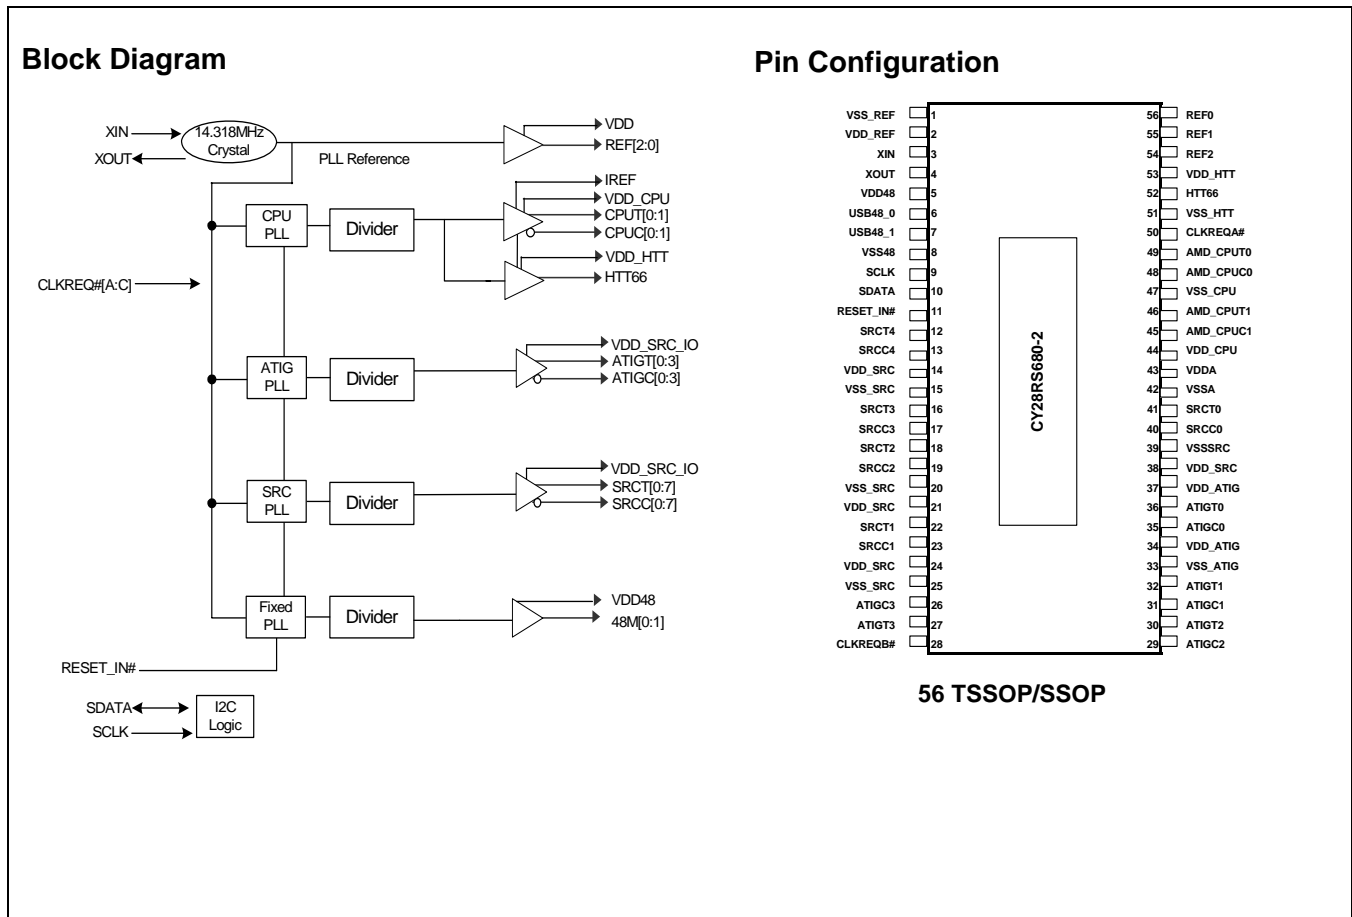 Block Diagram
XIN
XOUT
14.318MHz
Crystal
PLL Reference
VDD
REF[2:0]
IREF
VDD_CPU
CPUT[0:1]
CPUC[0:1]
VDD_HTT
HTT66
CPU
PLL
Divider
CLKREQ#[A:C]
ATIG
PLL
Divider
VDD_SRC_IO
ATIGT[0:3]
ATIGC[0:3]
SRC
PLL
Divider
VDD_SRC_IO
SRCT[0:7]
SRCC[0:7]
Fixed
PLL
Divider
VDD48
48M[0:1]
RESET_IN#
SDATA
SCLK
I2C
Logic
Pin Configuration
VSS_REF 1
VDD_REF 2
XIN 3
XOUT 4
VDD48 5
USB48_0 6
USB48_1 7
VSS48 8
SCLK 9
SDATA 10
RESET_IN# 11
SRCT4 12
SRCC4 13
VDD_SRC 14
VSS_SRC 15
SRCT3 16
SRCC3 17
SRCT2 18
SRCC2 19
VSS_SRC 20
VDD_SRC 21
SRCT1 22
SRCC1 23
VDD_SRC 24
VSS_SRC 25
ATIGC3 26
ATIGT3 27
CLKREQB# 28
CY28RS680-2
56 REF0
55 REF1
54 REF2
53 VDD_HTT
52 HTT66
51 VSS_HTT
50 CLKREQA#
49 AMD_CPUT0
48 AMD_CPUC0
47 VSS_CPU
46 AMD_CPUT1
45 AMD_CPUC1
44 VDD_CPU
43 VDDA
42 VSSA
41 SRCT0
40 SRCC0
39 VSSSRC
38 VDD_SRC
37 VDD_ATIG
36 ATIGT0
35 ATIGC0
34 VDD_ATIG
33 VSS_ATIG
32 ATIGT1
31 ATIGC1
30 ATIGT2
29 ATIGC2
56 TSSOP/SSOP